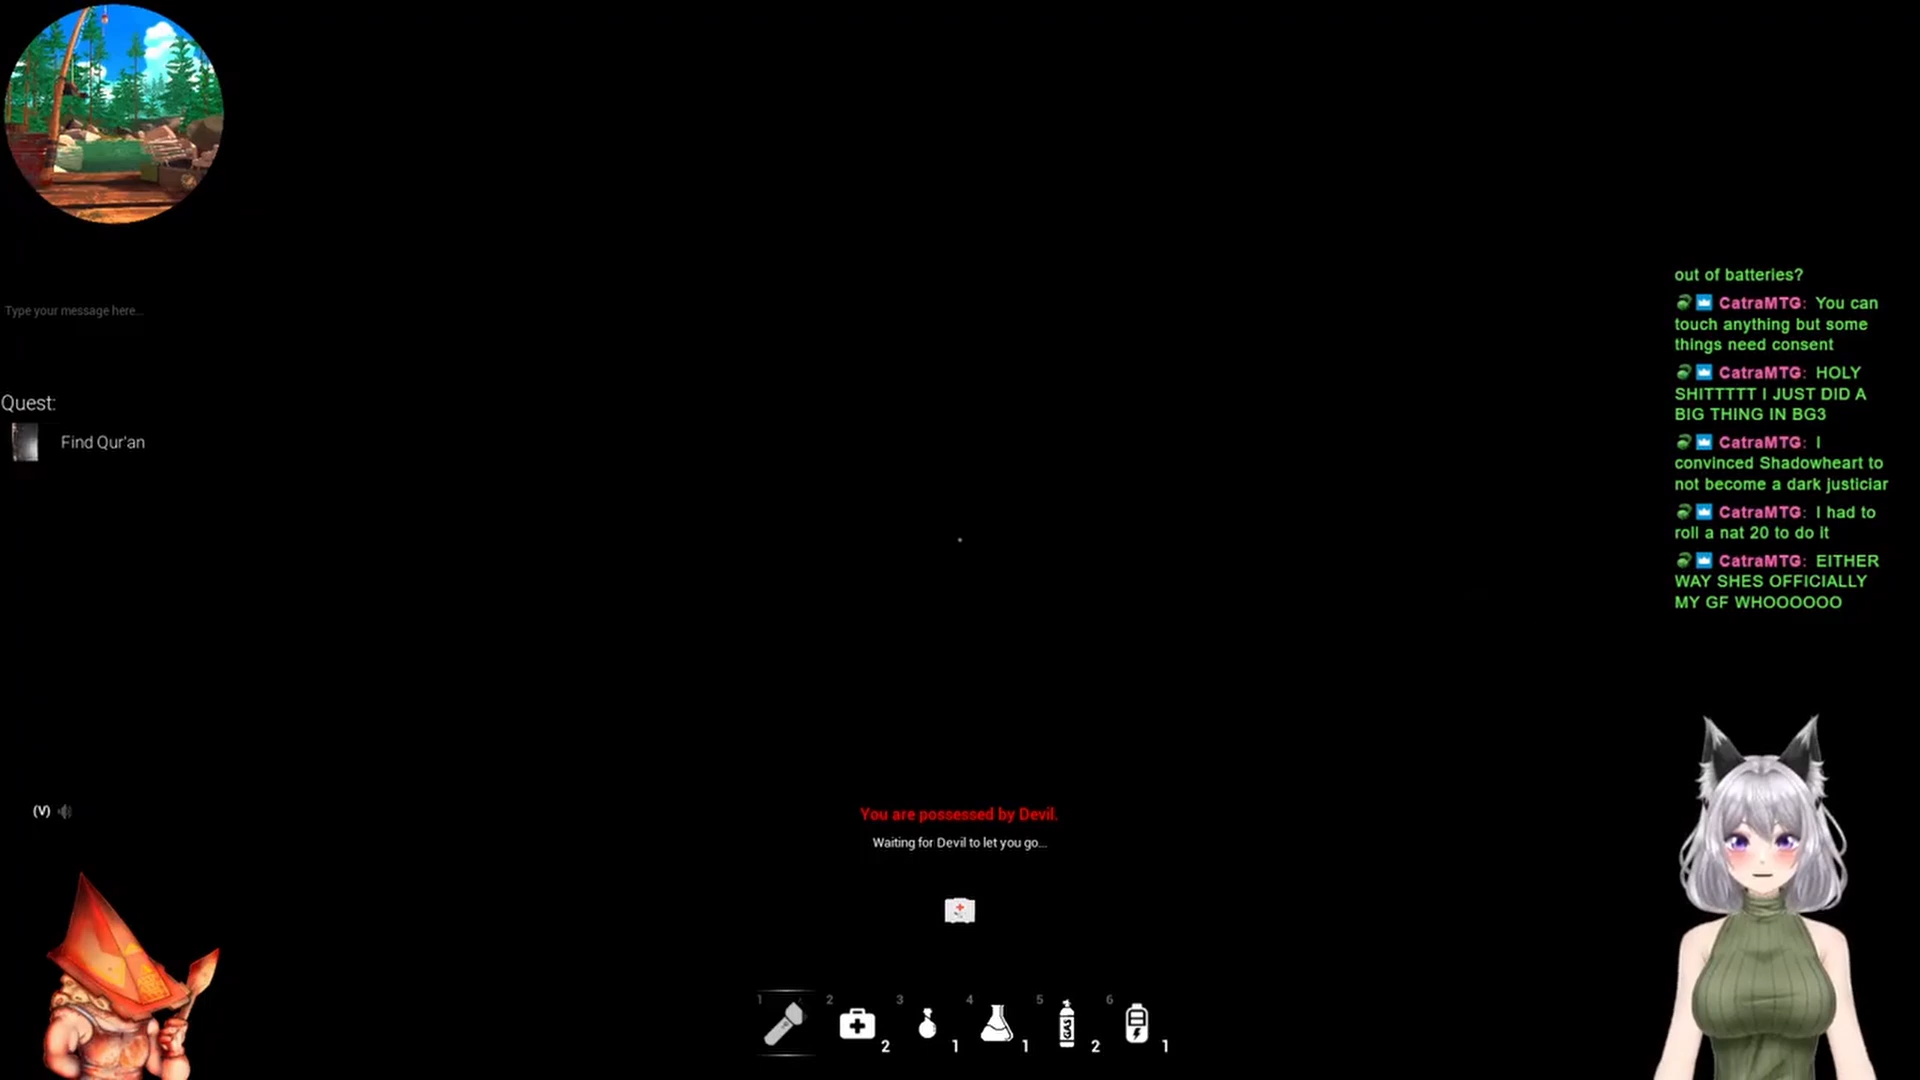 Type your message here...
Quest:
Find Qur'an
(V)
out of batteries?
CatraMTG: You can
touch anything but some
things need consent
CatraMTG: HOLY
SHITTTTT I JUST DID A
BIG THING IN BG3
CatraMTG: I
convinced Shadowheart to
not become a dark justiciar
CatraMTG: I had to
roll a nat 20 to do it
CatraMTG: EITHER
WAY SHES OFFICIALLY
MY GF WHOOOOOO
You are possessed by Devil.
Waiting for Devil to let you go...
1 2 3 4 5 6
GAS
2 1 1 2 1